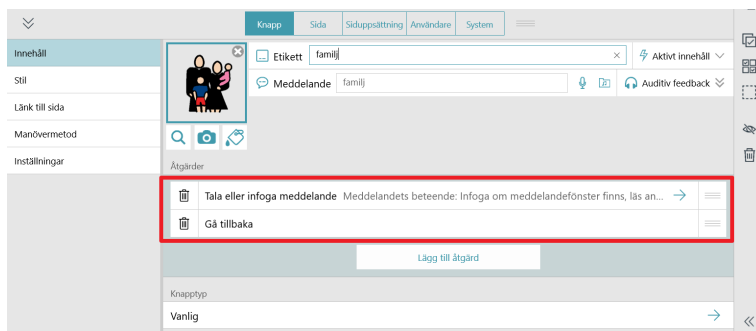 Knapp Sida Siduppsättning Användare System
Innehåll
Stil
Länk till sida
Manövermetod
Inställningar
Etikett familj Aktivt innehåll
Meddelande familj Auditiv feedback
Åtgärder
Tala eller infoga meddelande Meddelandets beteende: Infoga om meddelandefönster finns, läs an...
Gå tillbaka
Lägg till åtgärd
Knapptyp
Vanlig